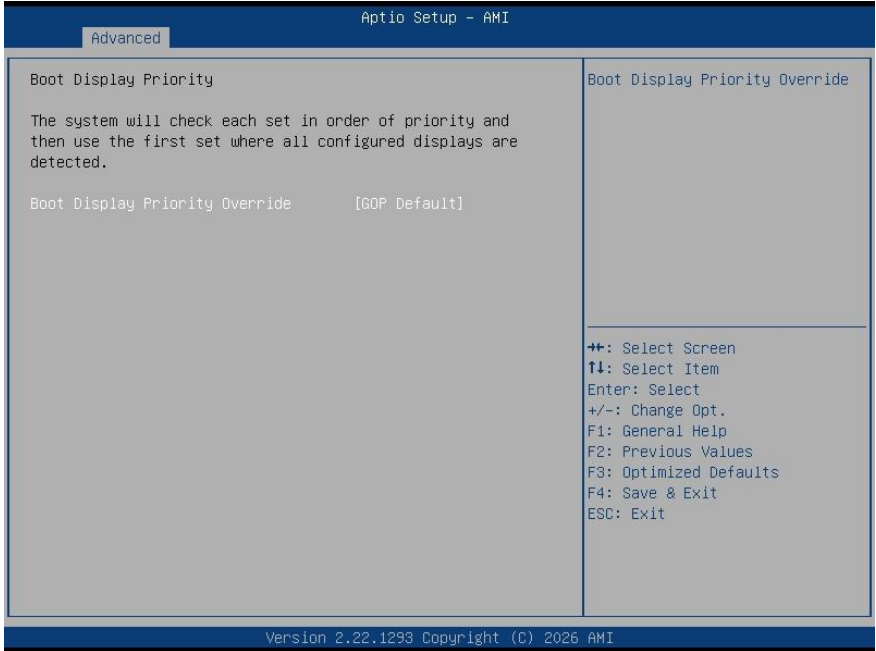 Aptio Setup – AMI
Advanced
Boot Display Priority
The system will check each set in order of priority and
then use the first set where all configured displays are
detected.
Boot Display Priority Override [GOP Default]
Boot Display Priority Override
→←: Select Screen
↑↓: Select Item
Enter: Select
+/-: Change Opt.
F1: General Help
F2: Previous Values
F3: Optimized Defaults
F4: Save & Exit
ESC: Exit
Version 2.22.1293 Copyright (C) 2026 AMI